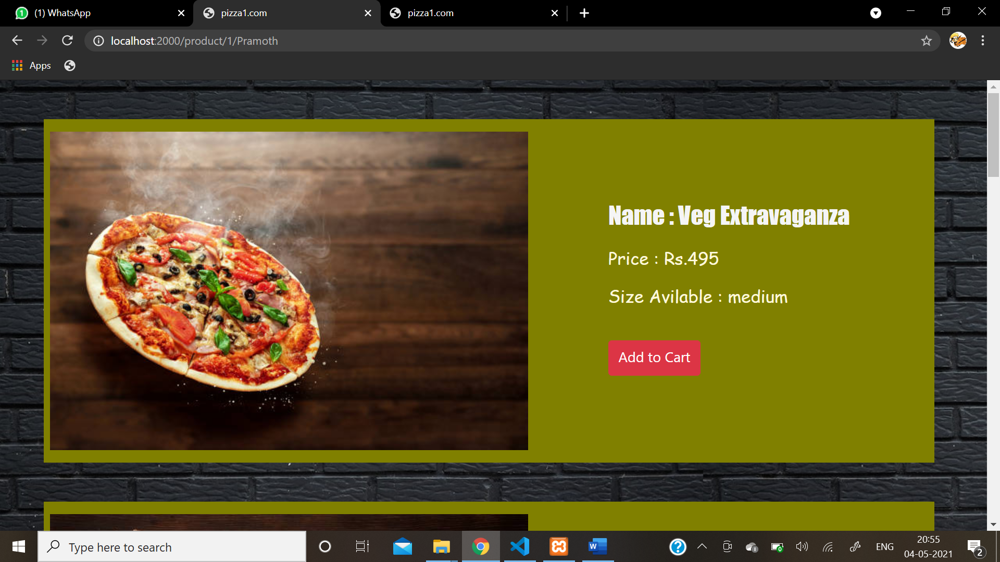 (1) WhatsApp
pizza1.com
pizza1.com
localhost:2000/product/1/Pramoth
Apps
Name : Veg Extravaganza
Price : Rs.495
Size Avilable : medium
Add to Cart
Type here to search
W
ENG
20:55
04-05-2021
2